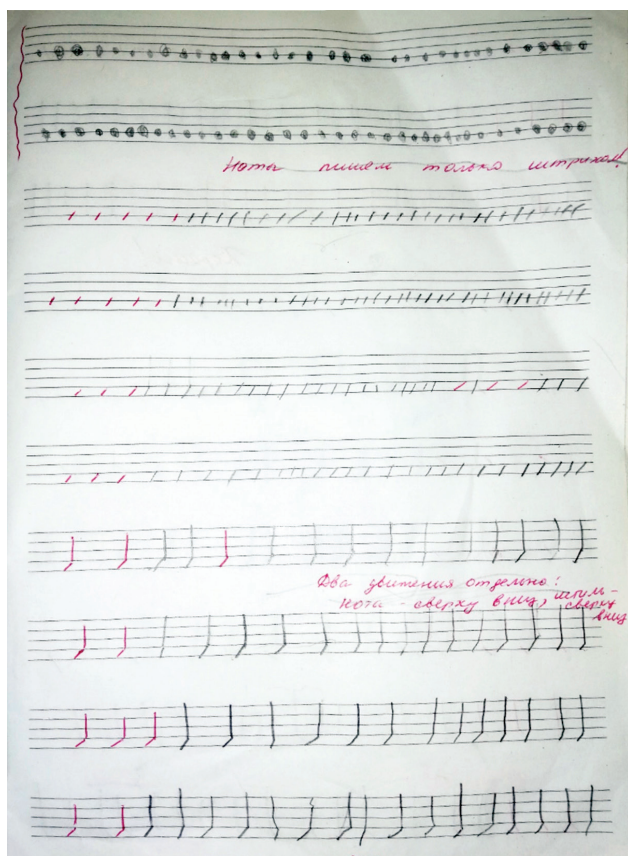 Ноты пишем только штрихом!
Два движения отдельно:
Нота - сверху вниз, штиль -
сверху
вниз